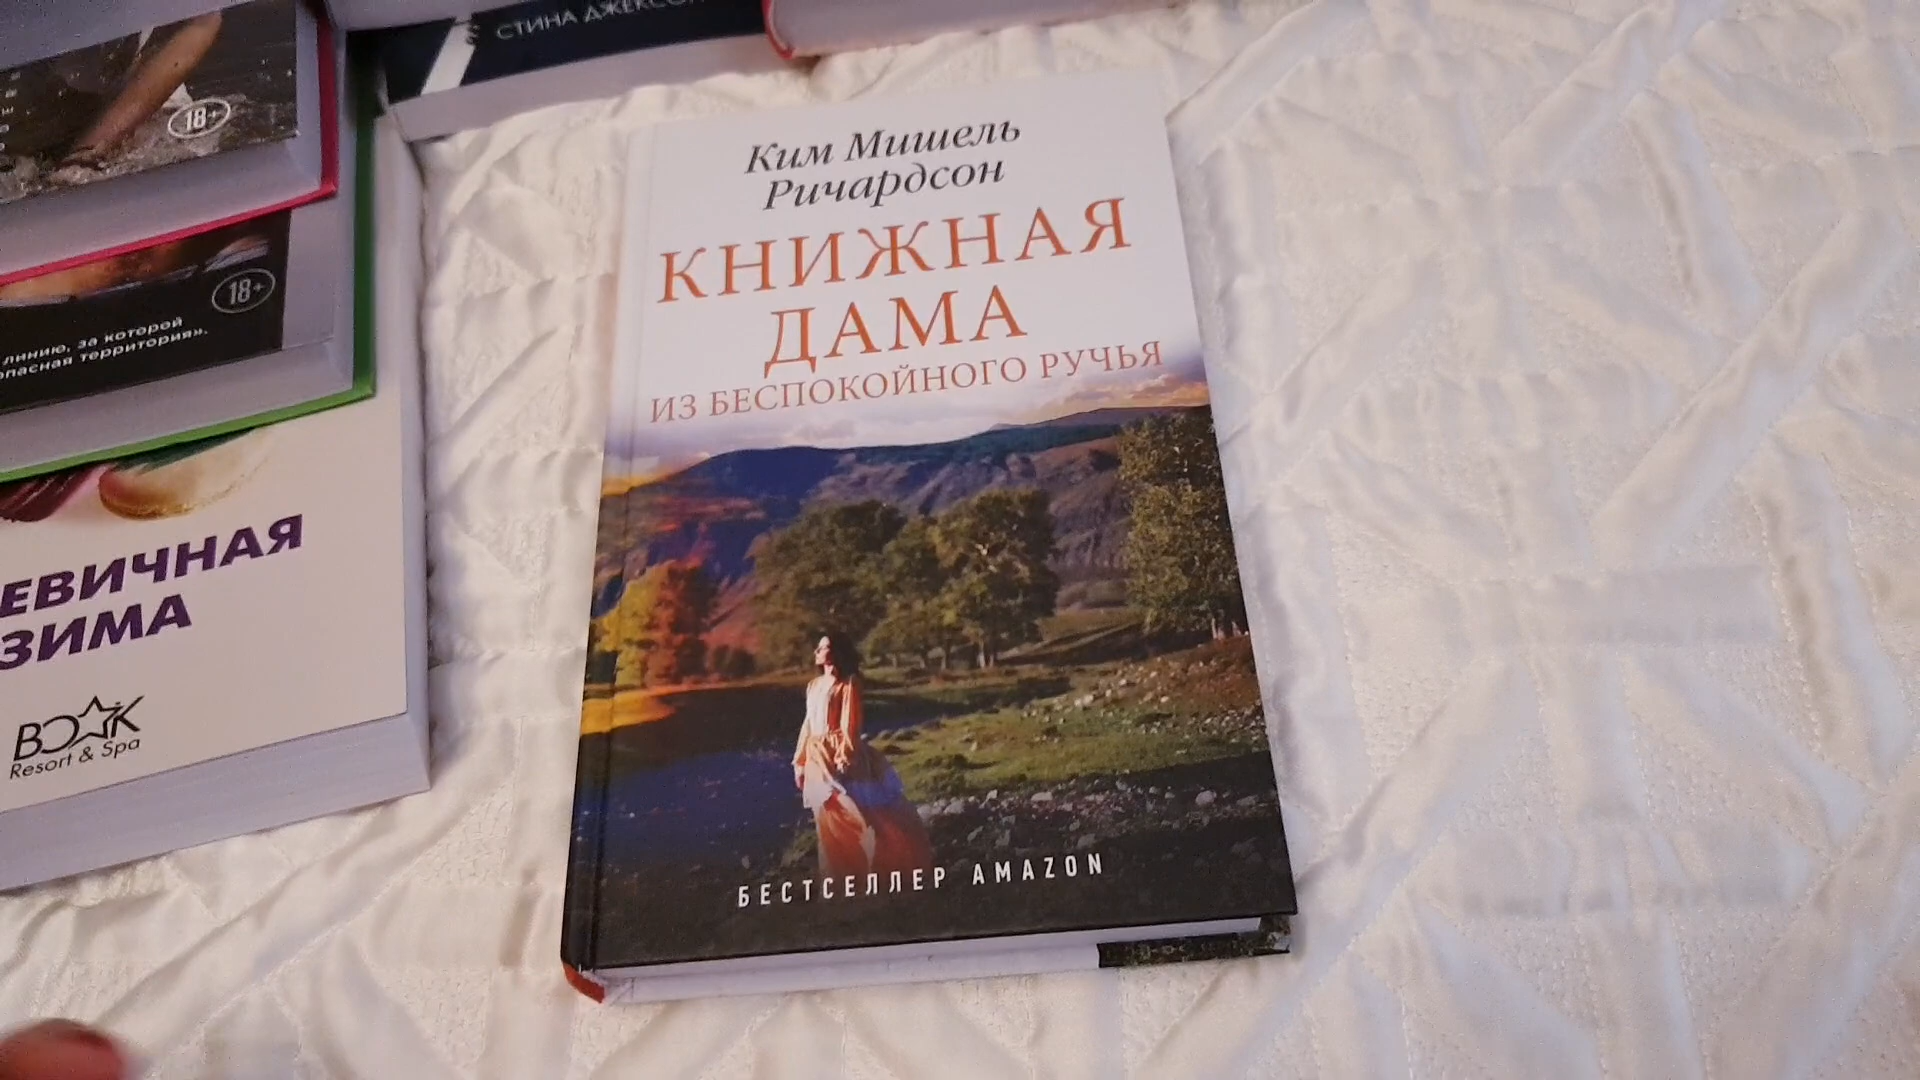 СТИНА ДЖЕКСОН
18+
18+
линию, за которой
территория».
ЕВИЧНАЯ
ЗИМА
BOOK
Resort & Spa
Ким Мишель
Ричардсон
КНИЖНАЯ
ДАМА
ИЗ БЕСПОКОЙНОГО РУЧЬЯ
БЕСТСЕЛЛЕР AMAZON